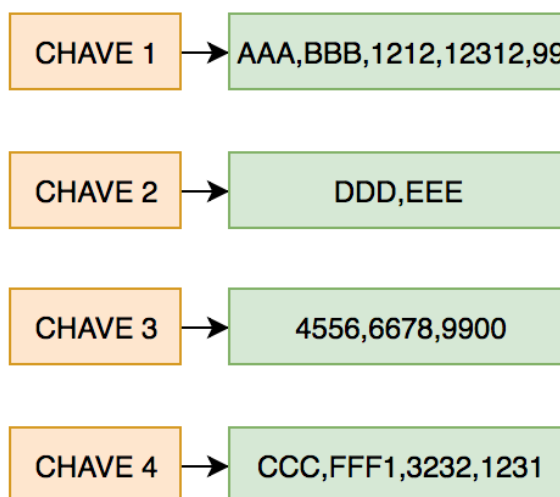 CHAVE 1 AAA,BBB,1212,12312,99
CHAVE 2 DDD,EEE
CHAVE 3 4556,6678,9900
CHAVE 4 CCC,FFF1,3232,1231